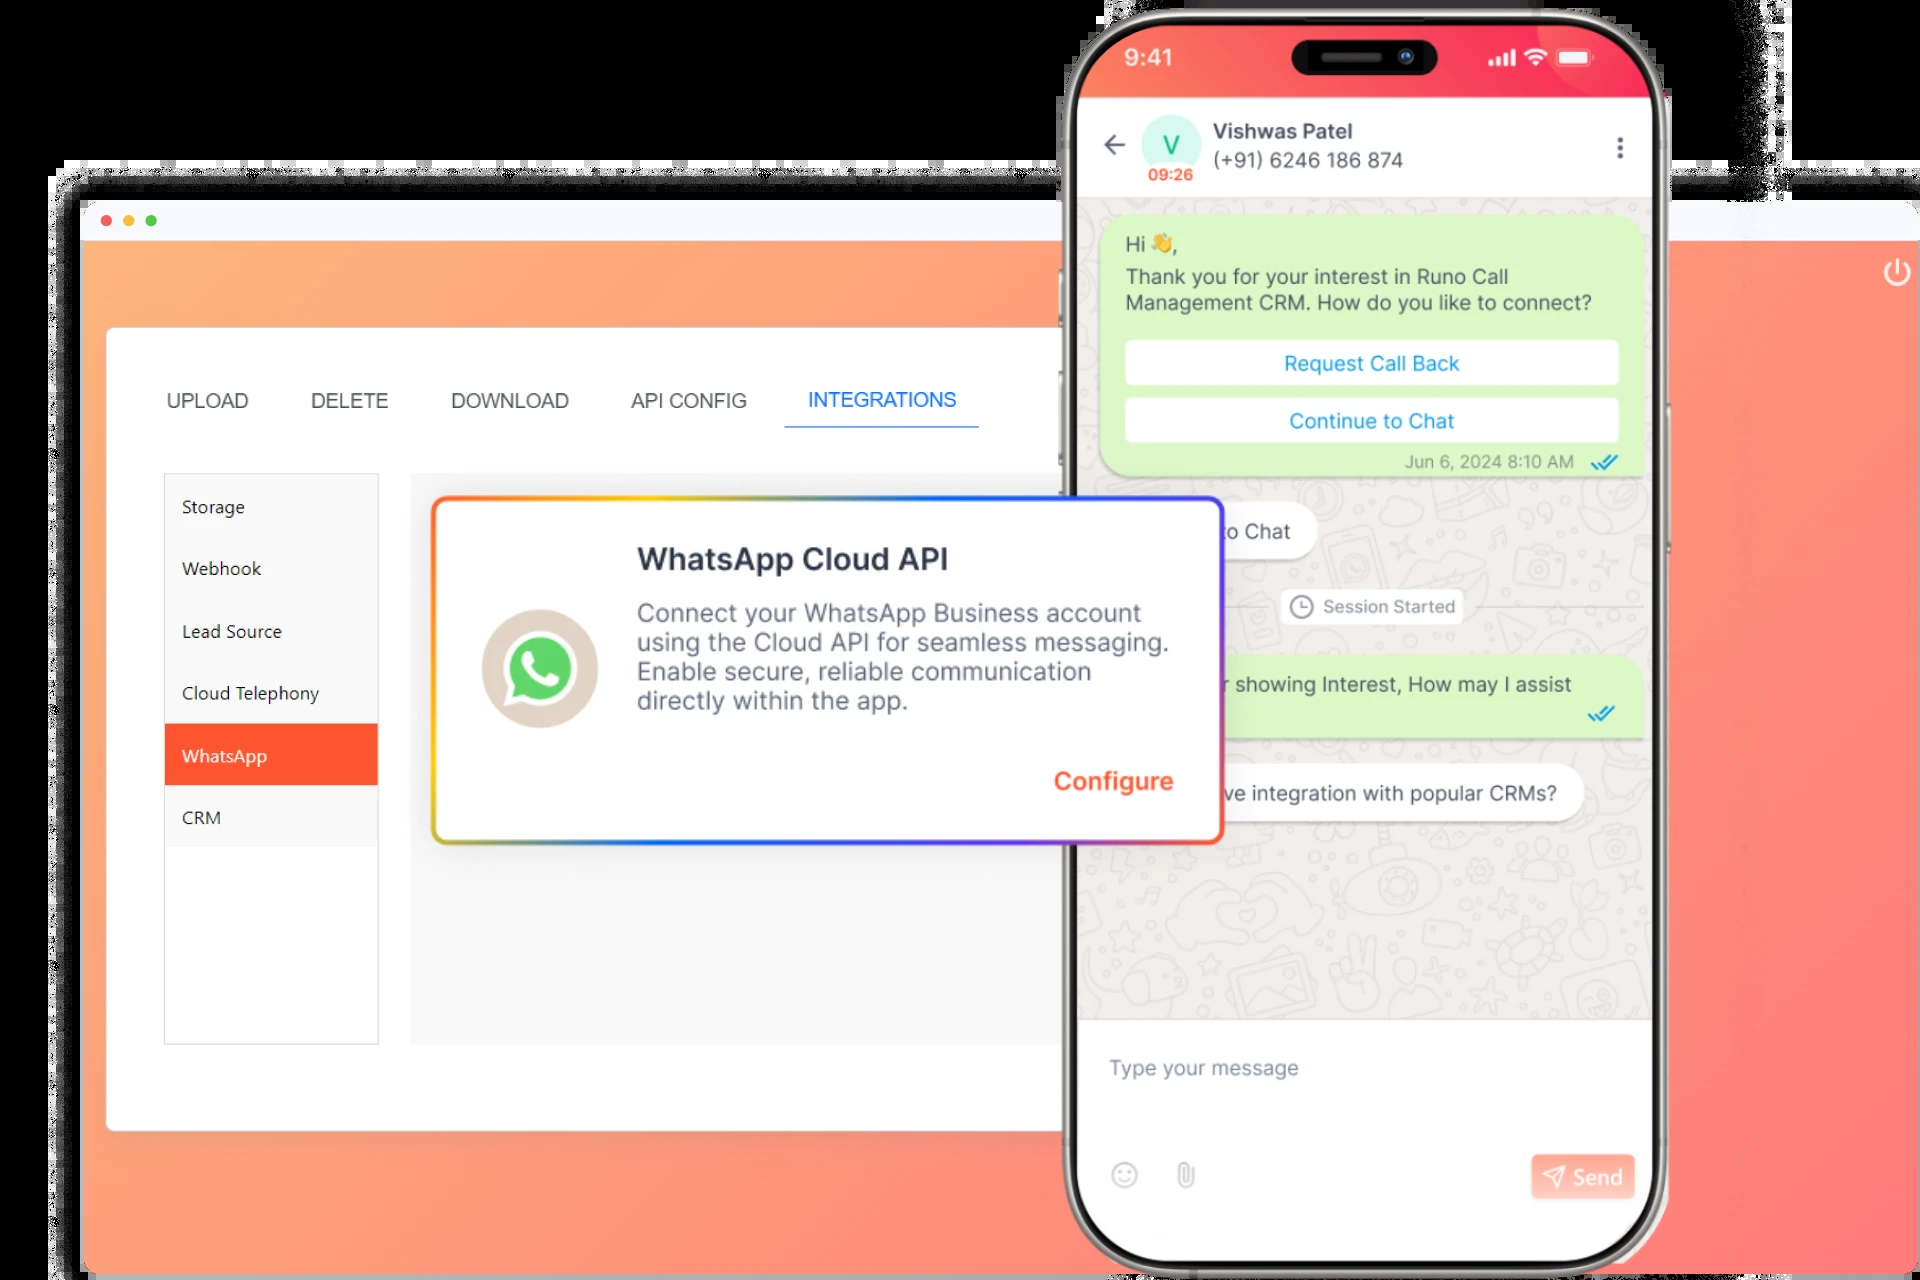 UPLOAD
DELETE
DOWNLOAD
API CONFIG
INTEGRATIONS
Storage
Webhook
Lead Source
Cloud Telephony
WhatsApp
CRM
WhatsApp Cloud API
Connect your WhatsApp Business account
using the Cloud API for seamless messaging.
Enable secure, reliable communication
directly within the app.
Configure
9:41
V
09:26
Vishwas Patel
(+91) 6246 186 874
Hi 👋,
Thank you for your interest in Runo Call
Management CRM. How do you like to connect?
Request Call Back
Continue to Chat
Jun 6, 2024 8:10 AM
to Chat
Session Started
showing Interest, How may I assist
integration with popular CRMs?
Type your message
Send